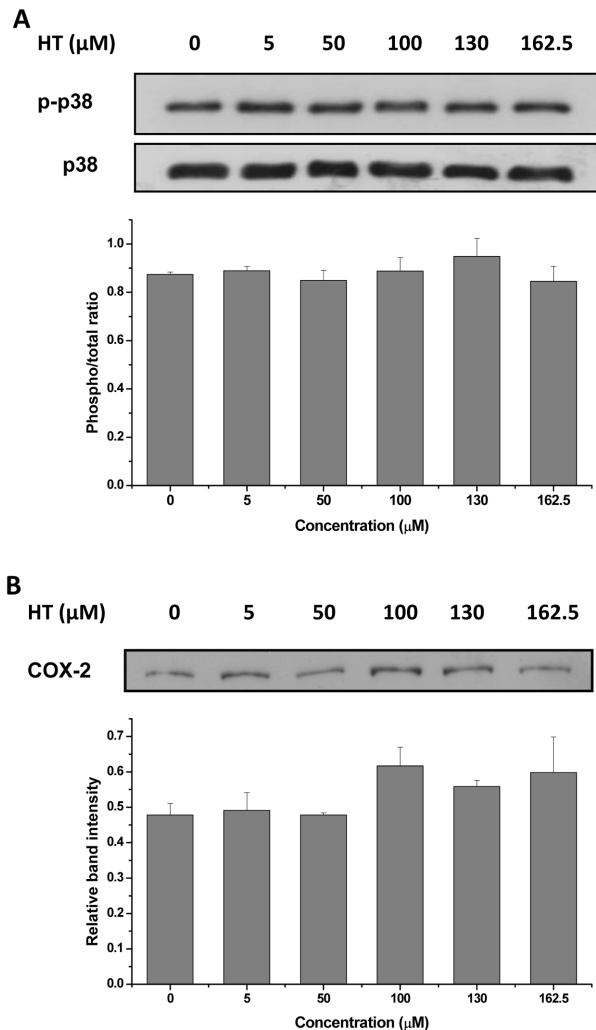 A
HT (µM) 0 5 50 100 130 162.5
p-p38
p38
Phospho/total ratio
1.0
0.8
0.6
0.4
0.2
0.0
0 5 50 100 130 162.5
Concentration (µM)
B
HT (µM) 0 5 50 100 130 162.5
COX-2
Relative band intensity
0.7
0.6
0.5
0.4
0.3
0.2
0.1
0.0
0 5 50 100 130 162.5
Concentration (µM)